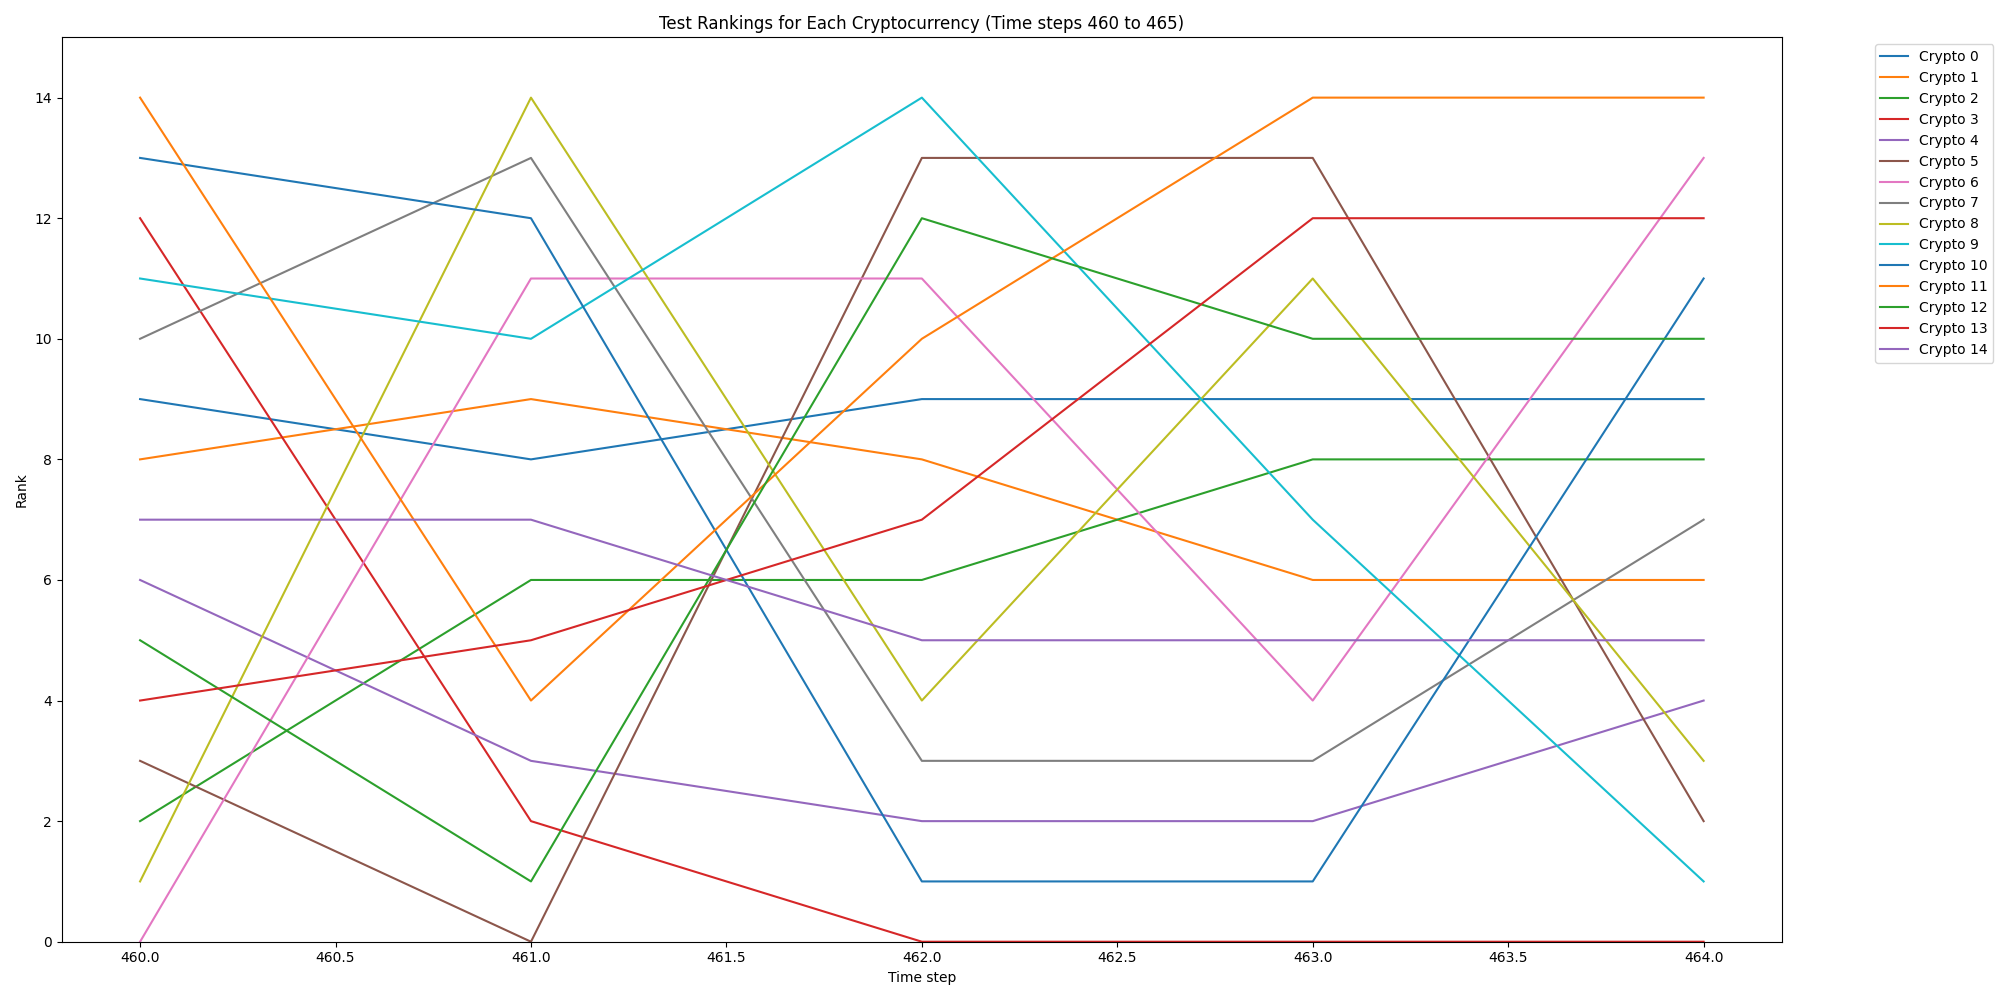 Test Rankings for Each Cryptocurrency (Time steps 460 to 465)
Rank
14
12
10
8
6
4
2
0
460.0
460.5
461.0
461.5
462.0
462.5
463.0
463.5
464.0
Time step
Crypto 0
Crypto 1
Crypto 2
Crypto 3
Crypto 4
Crypto 5
Crypto 6
Crypto 7
Crypto 8
Crypto 9
Crypto 10
Crypto 11
Crypto 12
Crypto 13
Crypto 14